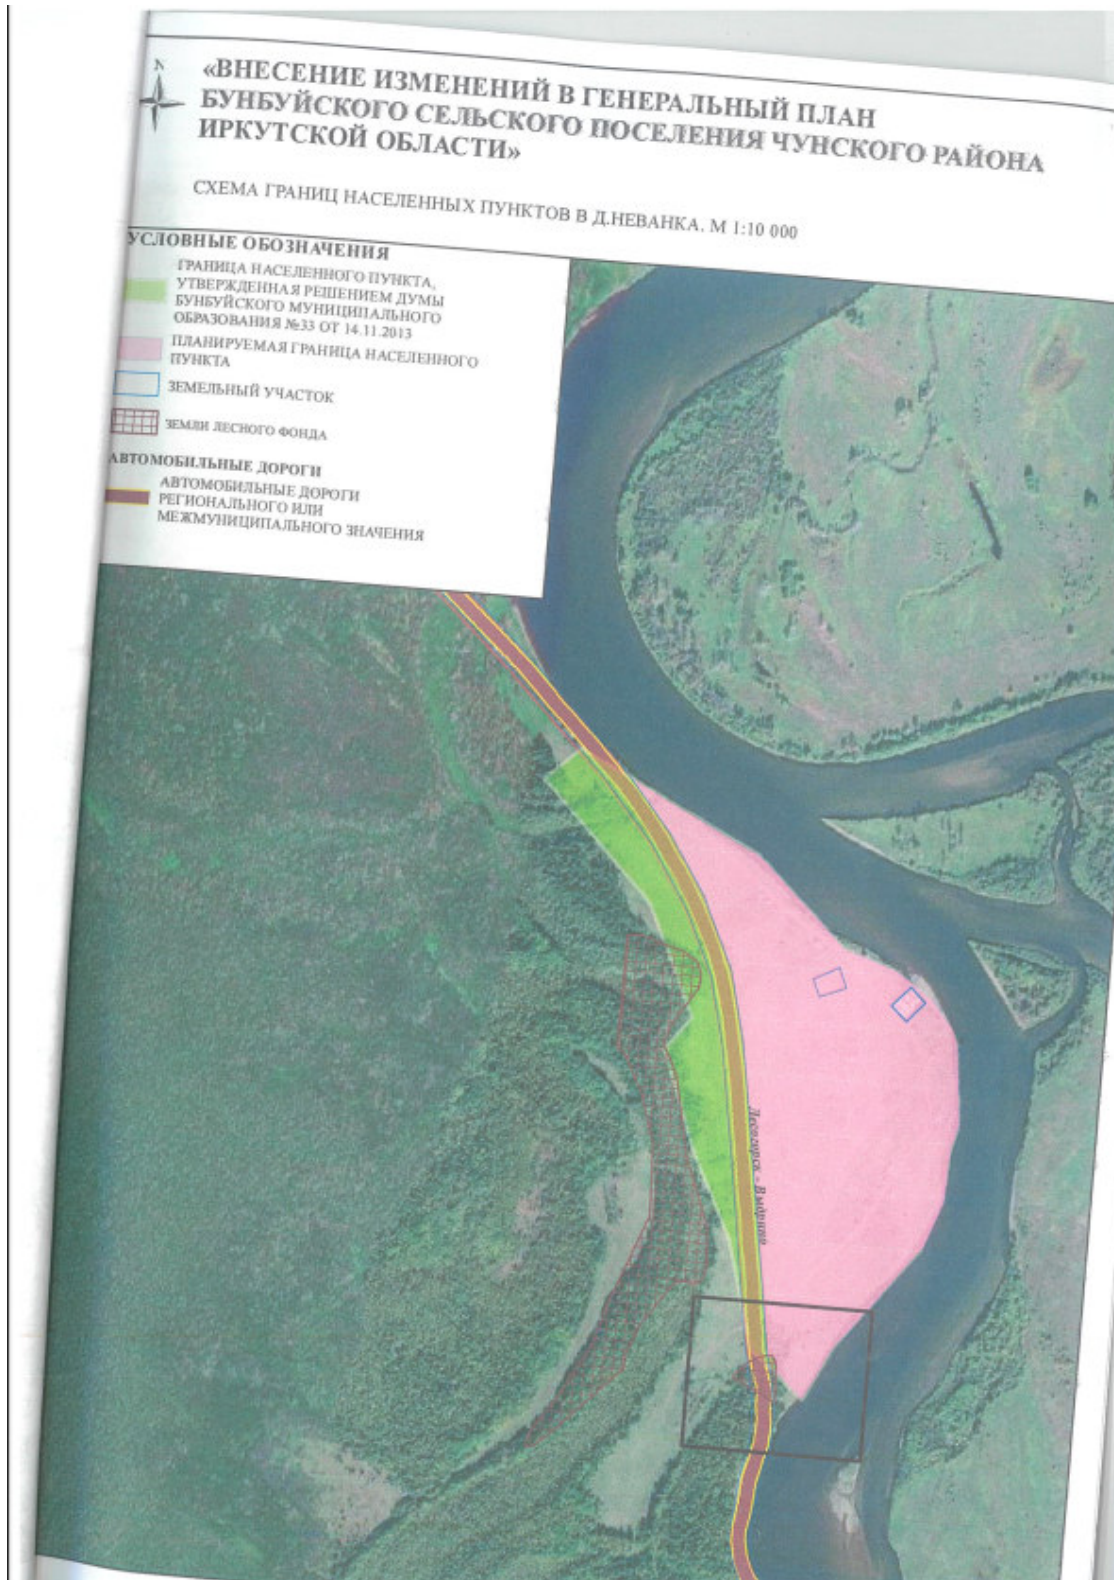 N
«ВНЕСЕНИЕ ИЗМЕНЕНИЙ В ГЕНЕРАЛЬНЫЙ ПЛАН
БУНБУЙСКОГО СЕЛЬСКОГО ПОСЕЛЕНИЯ ЧУНСКОГО РАЙОНА
ИРКУТСКОЙ ОБЛАСТИ»
СХЕМА ГРАНИЦ НАСЕЛЕННЫХ ПУНКТОВ В Д.НЕВАНКА. М 1:10 000
УСЛОВНЫЕ ОБОЗНАЧЕНИЯ
ГРАНИЦА НАСЕЛЕННОГО ПУНКТА,
УТВЕРЖДЕННАЯ РЕШЕНИЕМ ДУМЫ
БУНБУЙСКОГО МУНИЦИПАЛЬНОГО
ОБРАЗОВАНИЯ №33 ОТ 14.11.2013
ПЛАНИРУЕМАЯ ГРАНИЦА НАСЕЛЕННОГО
ПУНКТА
ЗЕМЕЛЬНЫЙ УЧАСТОК
ЗЕМЛИ ЛЕСНОГО ФОНДА
АВТОМОБИЛЬНЫЕ ДОРОГИ
АВТОМОБИЛЬНЫЕ ДОРОГИ
РЕГИОНАЛЬНОГО ИЛИ
МЕЖМУНИЦИПАЛЬНОГО ЗНАЧЕНИЯ
Лесогорск - Выдрино